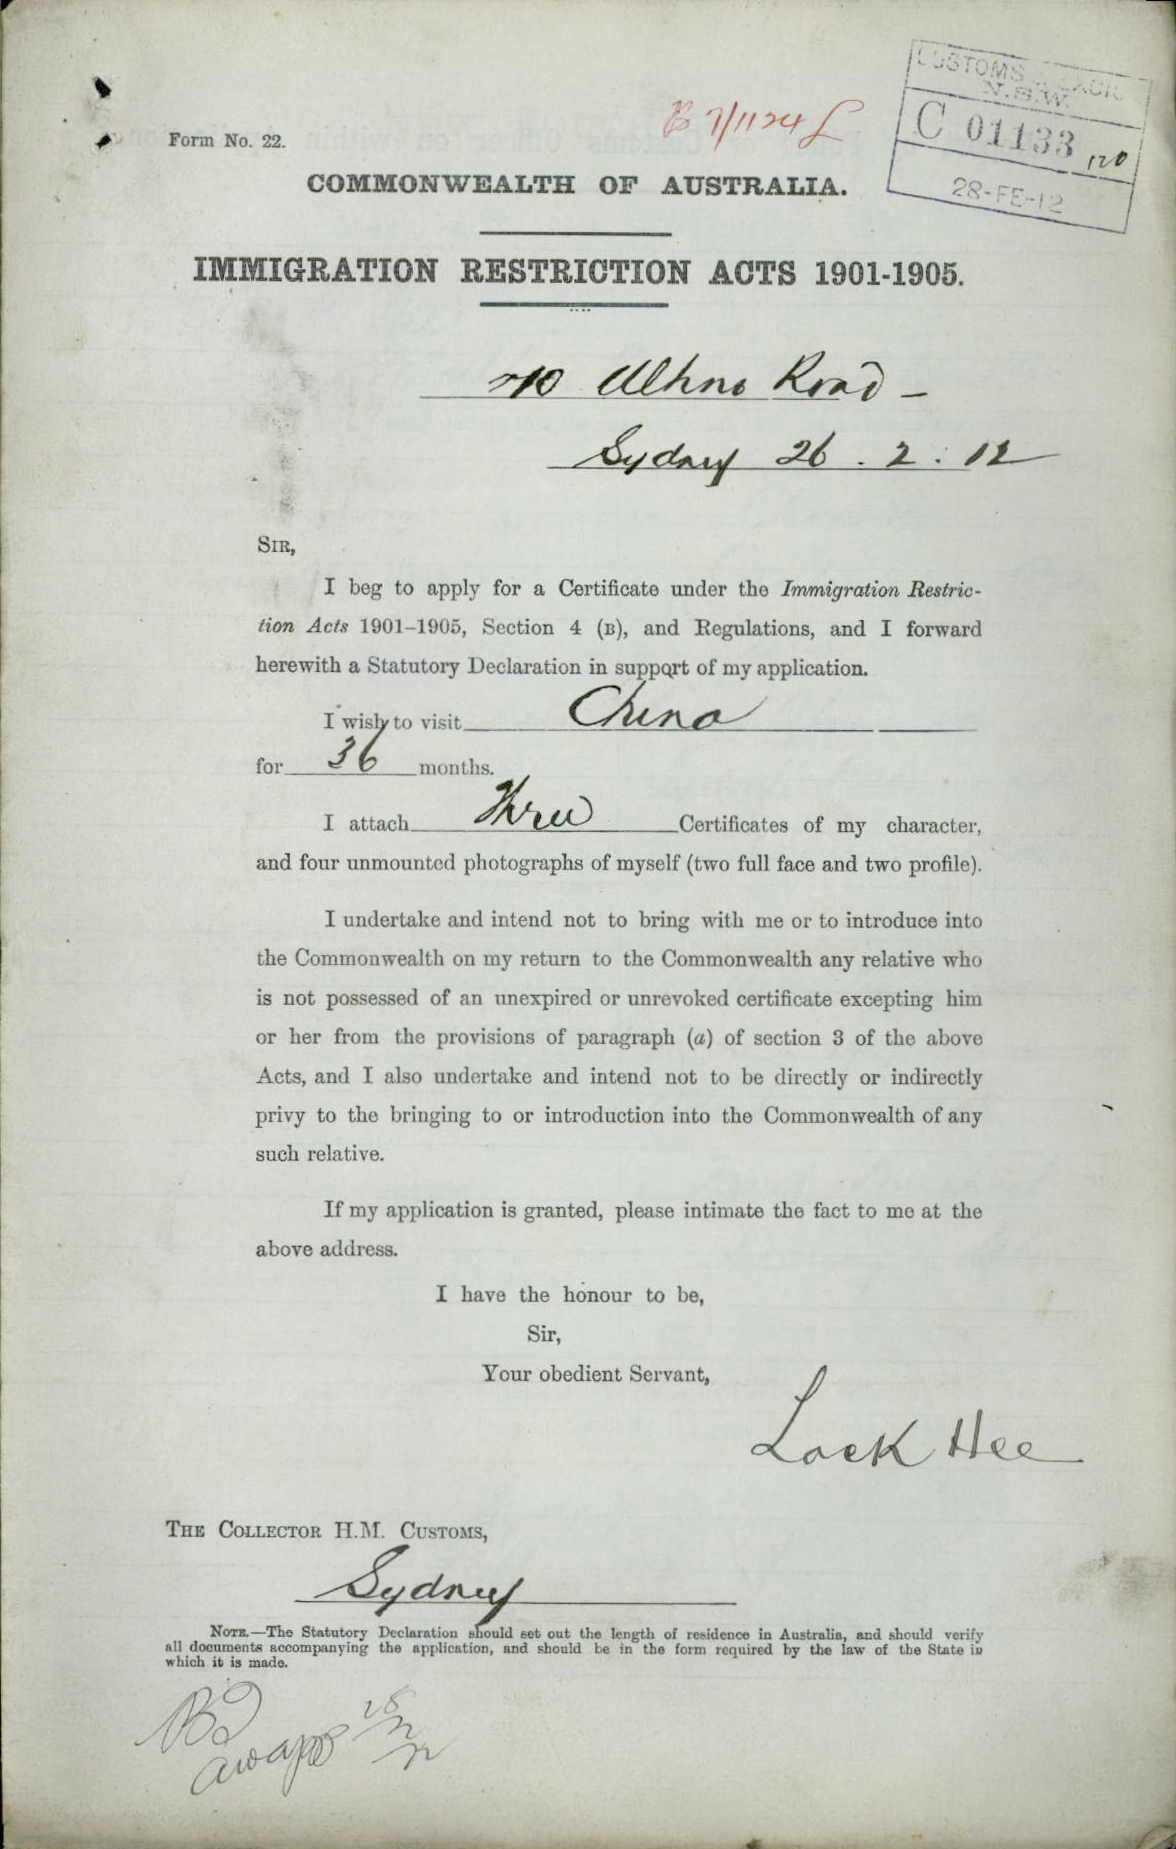 CUSTOMS & EXCISE
N.S.W.
C 01133
28-FE-12
Form No. 22.
COMMONWEALTH OF AUSTRALIA.
IMMIGRATION RESTRICTION ACTS 1901-1905.
Road -
Sydney 26 . 2 . 12
SIR,
I beg to apply for a Certificate under the Immigration Restric-
tion Acts 1901-1905, Section 4 (B), and Regulations, and I forward
herewith a Statutory Declaration in support of my application.
I wish to visit China
for 36 months.
I attach Three Certificates of my character,
and four unmounted photographs of myself (two full face and two profile).
I undertake and intend not to bring with me or to introduce into
the Commonwealth on my return to the Commonwealth any relative who
is not possessed of an unexpired or unrevoked certificate excepting him
or her from the provisions of paragraph (a) of section 3 of the above
Acts, and I also undertake and intend not to be directly or indirectly
privy to the bringing to or introduction into the Commonwealth of any
such relative.
If my application is granted, please intimate the fact to me at the
above address.
I have the honour to be,
Sir,
Your obedient Servant,
Lock Hee
THE COLLECTOR H.M. CUSTOMS,
Sydney
NOTE.—The Statutory Declaration should set out the length of residence in Australia, and should verify
all documents accompanying the application, and should be in the form required by the law of the State in
which it is made.